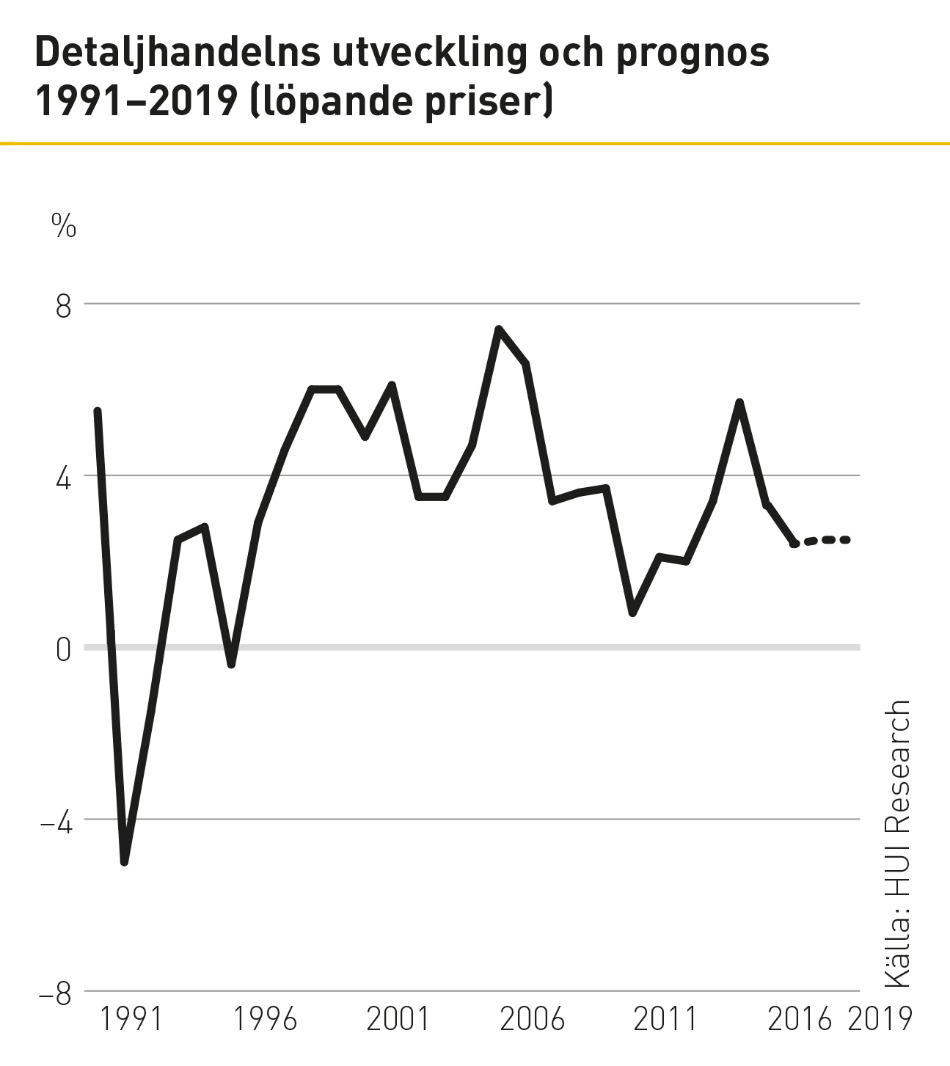 Detaljhandelns utveckling och prognos
1991–2019 (löpande priser)
%
8
4
0
–4
–8
1991 1996 2001 2006 2011 2016 2019
Källa: HUI Research